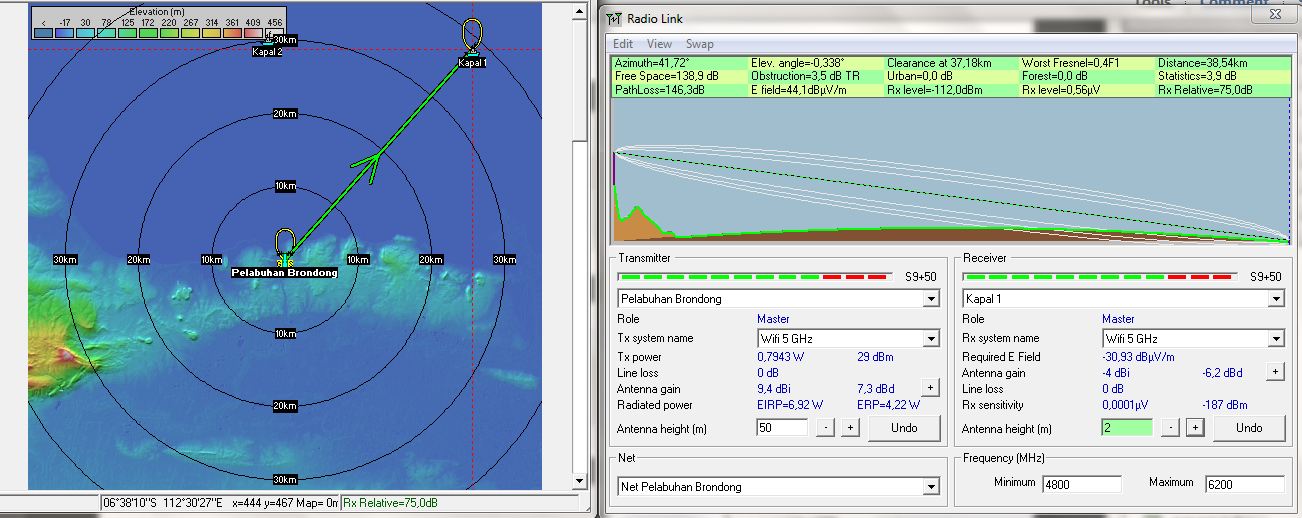 Tools
Comment
Elevation (m)
< -17 30 78 125 172 220 267 314 361 409 456
30km
Kapal 2
Kapal 1
20km
10km
30km 20km 10km 10km 20km 30km
Pelabuhan Brondong
10km
20km
30km
06°38'10"S 112°30'27"E x=444 y=467 Map= 0m Rx Relative=75,0dB
Radio Link
Edit View Swap
Azimuth=41,72° Elev. angle=-0,338° Clearance at 37,18km Worst Fresnel=0,4F1 Distance=38,54km
Free Space=138,9 dB Obstruction=3,5 dB TR Urban=0,0 dB Forest=0,0 dB Statistics=3,9 dB
PathLoss=146,3dB E field=44,1dBµV/m Rx level=-112,0dBm Rx level=0,56µV Rx Relative=75,0dB
Transmitter
S9+50
Pelabuhan Brondong
Role Master
Tx system name Wifi 5 GHz
Tx power 0,7943 W 29 dBm
Line loss 0 dB
Antenna gain 9,4 dBi 7,3 dBd +
Radiated power EIRP=6,92 W ERP=4,22 W
Antenna height (m) 50 - + Undo
Receiver
S9+50
Kapal 1
Role Master
Rx system name Wifi 5 GHz
Required E Field -30,93 dBµV/m
Antenna gain -4 dBi -6,2 dBd +
Line loss 0 dB
Rx sensitivity 0,0001µV -187 dBm
Antenna height (m) 2 - + Undo
Net
Net Pelabuhan Brondong
Frequency (MHz)
Minimum 4800 Maximum 6200